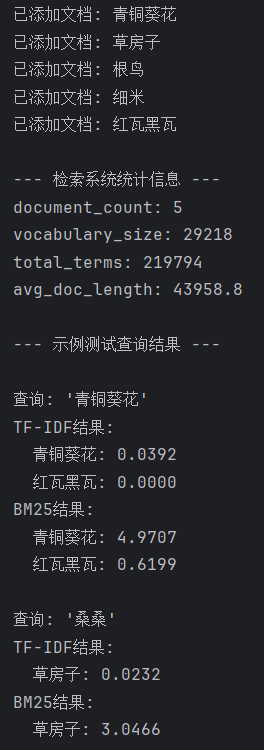 已添加文档: 青铜葵花
已添加文档: 草房子
已添加文档: 根鸟
已添加文档: 细米
已添加文档: 红瓦黑瓦
--- 检索系统统计信息 ---
document_count: 5
vocabulary_size: 29218
total_terms: 219794
avg_doc_length: 43958.8
--- 示例测试查询结果 ---
查询: '青铜葵花'
TF-IDF结果:
  青铜葵花: 0.0392
  红瓦黑瓦: 0.0000
BM25结果:
  青铜葵花: 4.9707
  红瓦黑瓦: 0.6199
查询: '桑桑'
TF-IDF结果:
  草房子: 0.0232
BM25结果:
  草房子: 3.0466